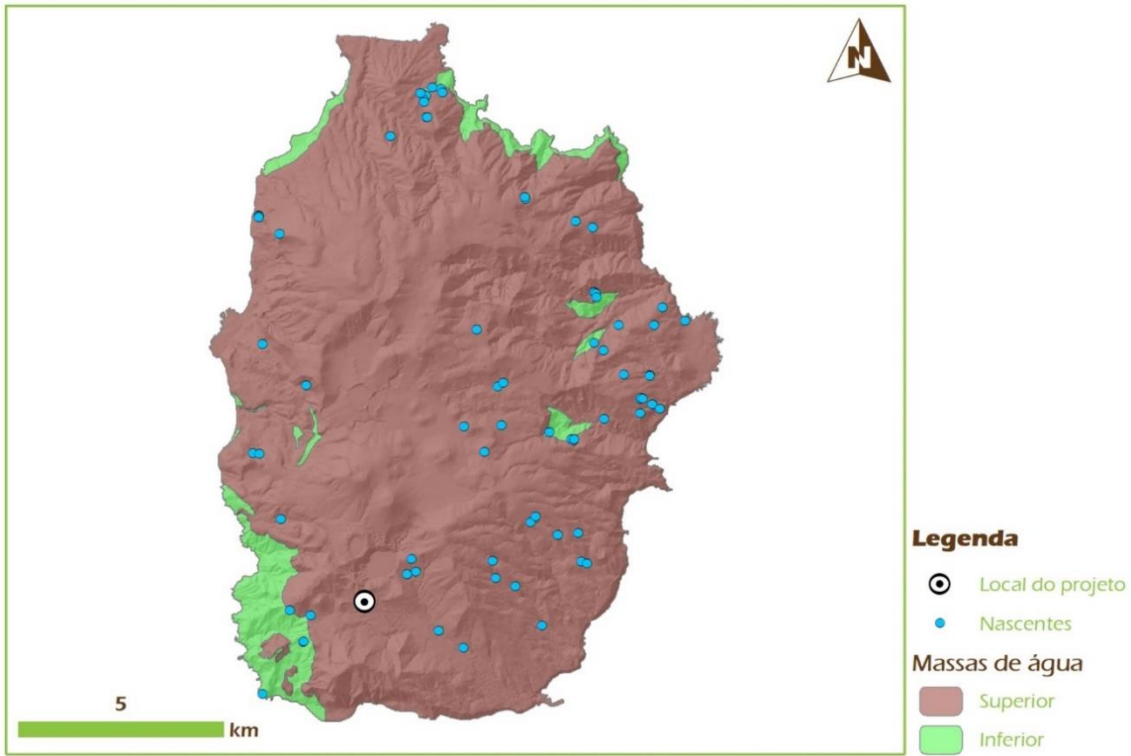 N
5
km
Legenda
Local do projeto
Nascentes
Massas de água
Superior
Inferior